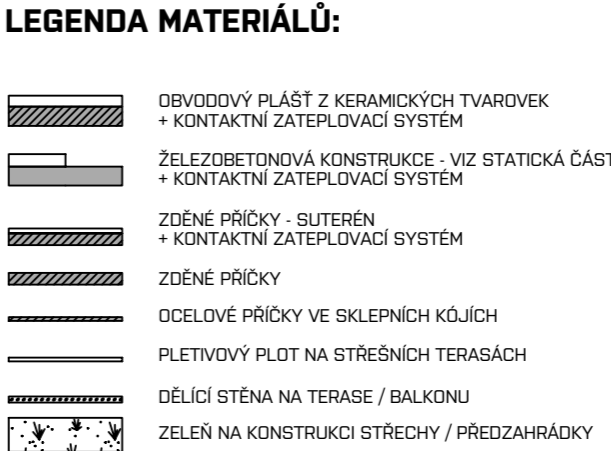 LEGENDA MATERIÁLŮ:
OBVODOVÝ PLÁŠŤ Z KERAMICKÝCH TVAROVEK
+ KONTAKTNÍ ZATEPLOVACÍ SYSTÉM
ŽELEZOBETONOVÁ KONSTRUKCE - VIZ STATICKÁ ČÁST
+ KONTAKTNÍ ZATEPLOVACÍ SYSTÉM
ZDĚNÉ PŘÍČKY - SUTERÉN
+ KONTAKTNÍ ZATEPLOVACÍ SYSTÉM
ZDĚNÉ PŘÍČKY
OCELOVÉ PŘÍČKY VE SKLEPNÍCH KÓJÍCH
PLETIVOVÝ PLOT NA STŘEŠNÍCH TERASÁCH
DĚLÍCÍ STĚNA NA TERASE / BALKONU
ZELEŇ NA KONSTRUKCI STŘECHY / PŘEDZAHRÁDKY